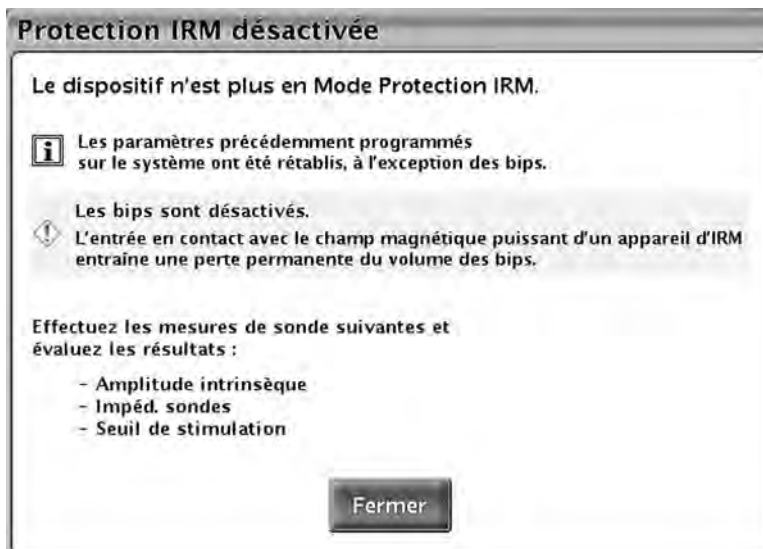 Protection IRM désactivée
Le dispositif n'est plus en Mode Protection IRM.
Les paramètres précédemment programmés
sur le système ont été rétablis, à l'exception des bips.
Les bips sont désactivés.
L'entrée en contact avec le champ magnétique puissant d'un appareil d'IRM
entraîne une perte permanente du volume des bips.
Effectuez les mesures de sonde suivantes et
évaluez les résultats :
- Amplitude intrinsèque
- Impéd. sondes
- Seuil de stimulation
Fermer